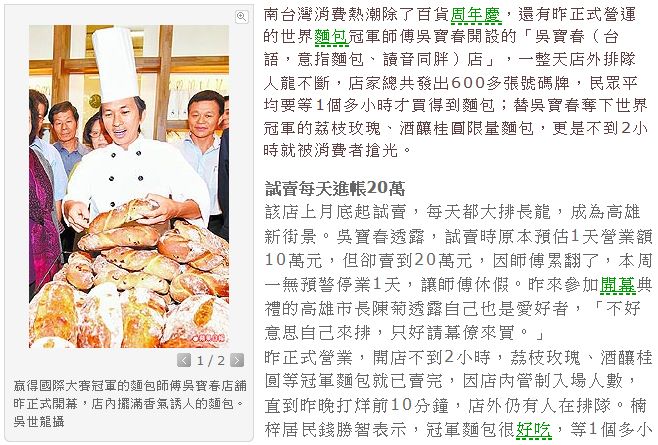 南台灣消費熱潮除了百貨周年慶，還有昨正式營運
的世界麵包冠軍師傅吳寶春開設的「吳寶春（台
語，意指麵包、讀音同胖）店」，一整天店外排隊
人龍不斷，店家總共發出600多張號碼牌，民眾平
均要等1個多小時才買得到麵包；替吳寶春奪下世界
冠軍的荔枝玫瑰、酒釀桂圓限量麵包，更是不到2小
時就被消費者搶光。
試賣每天進帳20萬
該店上月底起試賣，每天都大排長龍，成為高雄
新街景。吳寶春透露，試賣時原本預估1天營業額
10萬元，但卻賣到20萬元，因師傅累翻了，本周
一無預警停業1天，讓師傅休假。昨來參加開幕典
禮的高雄市長陳菊透露自己也是愛好者，「不好
意思自己來排，只好請幕僚來買。」
昨正式營業，開店不到2小時，荔枝玫瑰、酒釀桂
圓等冠軍麵包就已賣完，因店內管制入場人數，
直到昨晚打烊前10分鐘，店外仍有人在排隊。楠
梓居民錢勝智表示，冠軍麵包很好吃，等1個多小
1 / 2
贏得國際大賽冠軍的麵包師傅吳寶春店舖
昨正式開幕，店內擺滿香氣誘人的麵包。
吳世龍攝